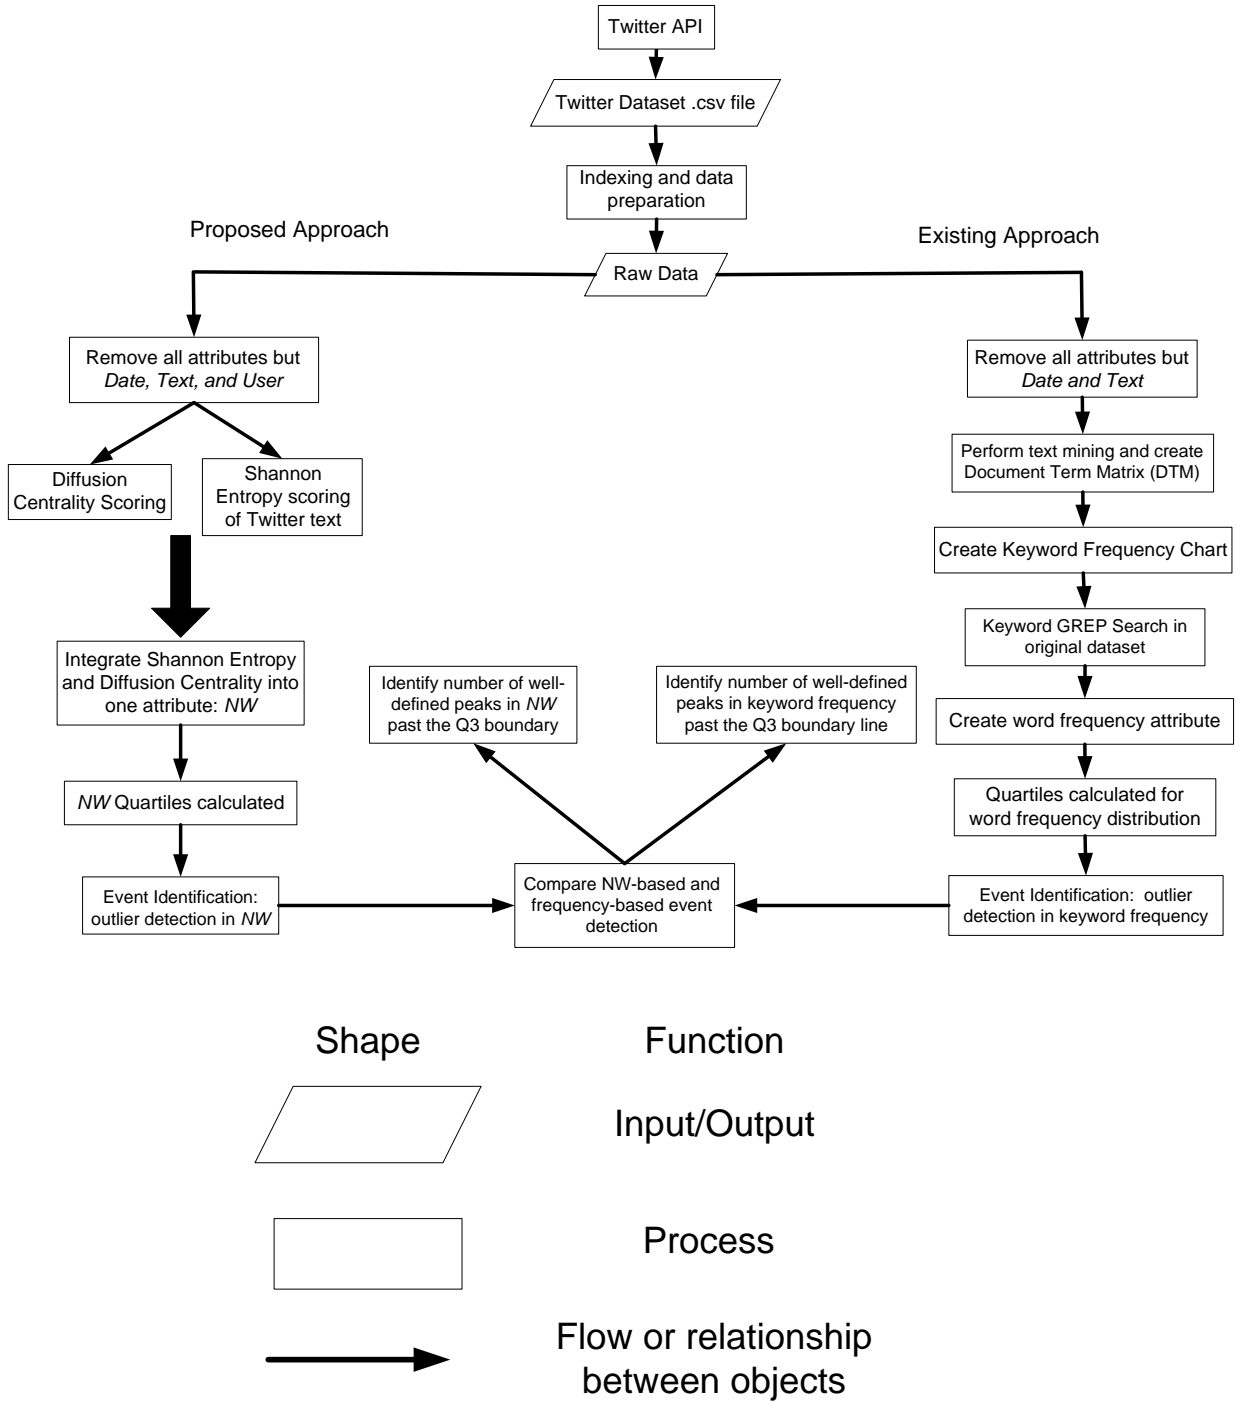 Twitter API
Twitter Dataset .csv file
Indexing and data
preparation
Proposed Approach
Existing Approach
Raw Data
Remove all attributes but
Date, Text, and User
Diffusion
Centrality Scoring
Shannon
Entropy scoring
of Twitter text
Integrate Shannon Entropy
and Diffusion Centrality into
one attribute: NW
NW Quartiles calculated
Event Identification:
outlier detection in NW
Remove all attributes but
Date and Text
Perform text mining and create
Document Term Matrix (DTM)
Create Keyword Frequency Chart
Keyword GREP Search in
original dataset
Create word frequency attribute
Quartiles calculated for
word frequency distribution
Event Identification:  outlier
detection in keyword frequency
Identify number of well-
defined peaks in NW
past the Q3 boundary
Identify number of well-defined
peaks in keyword frequency
past the Q3 boundary line
Compare NW-based and
frequency-based event
detection
Shape
Function
Input/Output
Process
Flow or relationship
between objects